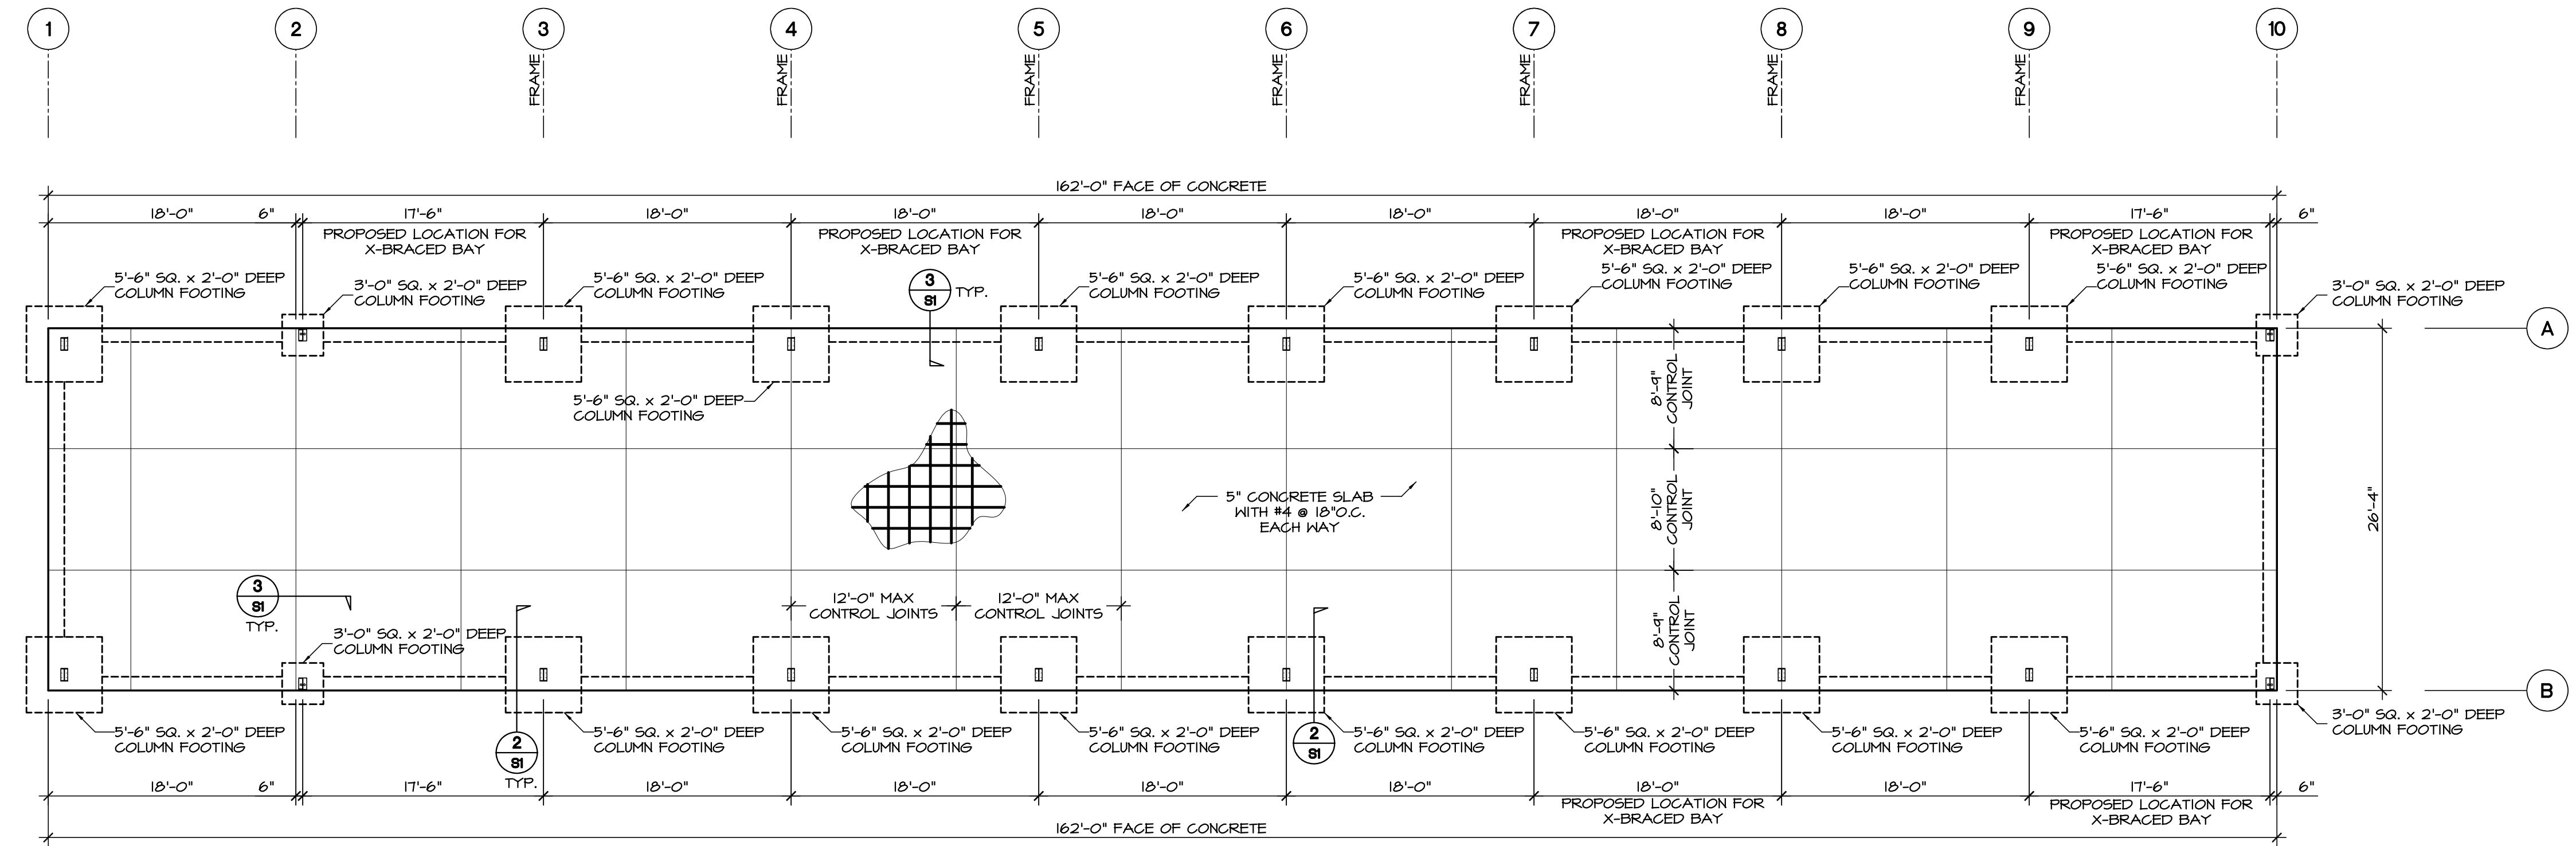 1 2 3 4 5 6 7 8 9 10
FRAME FRAME FRAME FRAME FRAME FRAME FRAME
162'-0" FACE OF CONCRETE
18'-0" 6" 17'-6" 18'-0" 18'-0" 18'-0" 18'-0" 18'-0" 18'-0" 17'-6" 6"
PROPOSED LOCATION FOR
X-BRACED BAY
PROPOSED LOCATION FOR
X-BRACED BAY
PROPOSED LOCATION FOR
X-BRACED BAY
PROPOSED LOCATION FOR
X-BRACED BAY
5'-6" SQ. x 2'-0" DEEP
COLUMN FOOTING
3'-0" SQ. x 2'-0" DEEP
COLUMN FOOTING
5'-6" SQ. x 2'-0" DEEP
COLUMN FOOTING
3
S1
TYP.
5'-6" SQ. x 2'-0" DEEP
COLUMN FOOTING
5'-6" SQ. x 2'-0" DEEP
COLUMN FOOTING
5'-6" SQ. x 2'-0" DEEP
COLUMN FOOTING
5'-6" SQ. x 2'-0" DEEP
COLUMN FOOTING
5'-6" SQ. x 2'-0" DEEP
COLUMN FOOTING
3'-0" SQ. x 2'-0" DEEP
COLUMN FOOTING
A
5'-6" SQ. x 2'-0" DEEP
COLUMN FOOTING
8'-9"
CONTROL
JOINT
5" CONCRETE SLAB
WITH #4 @ 18"O.C.
EACH WAY
8'-10"
CONTROL
JOINT
26'-4"
3
S1
TYP.
12'-0" MAX
CONTROL JOINTS
12'-0" MAX
CONTROL JOINTS
8'-9"
CONTROL
JOINT
3'-0" SQ. x 2'-0" DEEP
COLUMN FOOTING
B
5'-6" SQ. x 2'-0" DEEP
COLUMN FOOTING
2
S1
TYP.
5'-6" SQ. x 2'-0" DEEP
COLUMN FOOTING
5'-6" SQ. x 2'-0" DEEP
COLUMN FOOTING
5'-6" SQ. x 2'-0" DEEP
COLUMN FOOTING
2
S1
5'-6" SQ. x 2'-0" DEEP
COLUMN FOOTING
5'-6" SQ. x 2'-0" DEEP
COLUMN FOOTING
5'-6" SQ. x 2'-0" DEEP
COLUMN FOOTING
5'-6" SQ. x 2'-0" DEEP
COLUMN FOOTING
3'-0" SQ. x 2'-0" DEEP
COLUMN FOOTING
18'-0" 6" 17'-6" 18'-0" 18'-0" 18'-0" 18'-0" 18'-0" 18'-0" 17'-6" 6"
PROPOSED LOCATION FOR
X-BRACED BAY
PROPOSED LOCATION FOR
X-BRACED BAY
162'-0" FACE OF CONCRETE